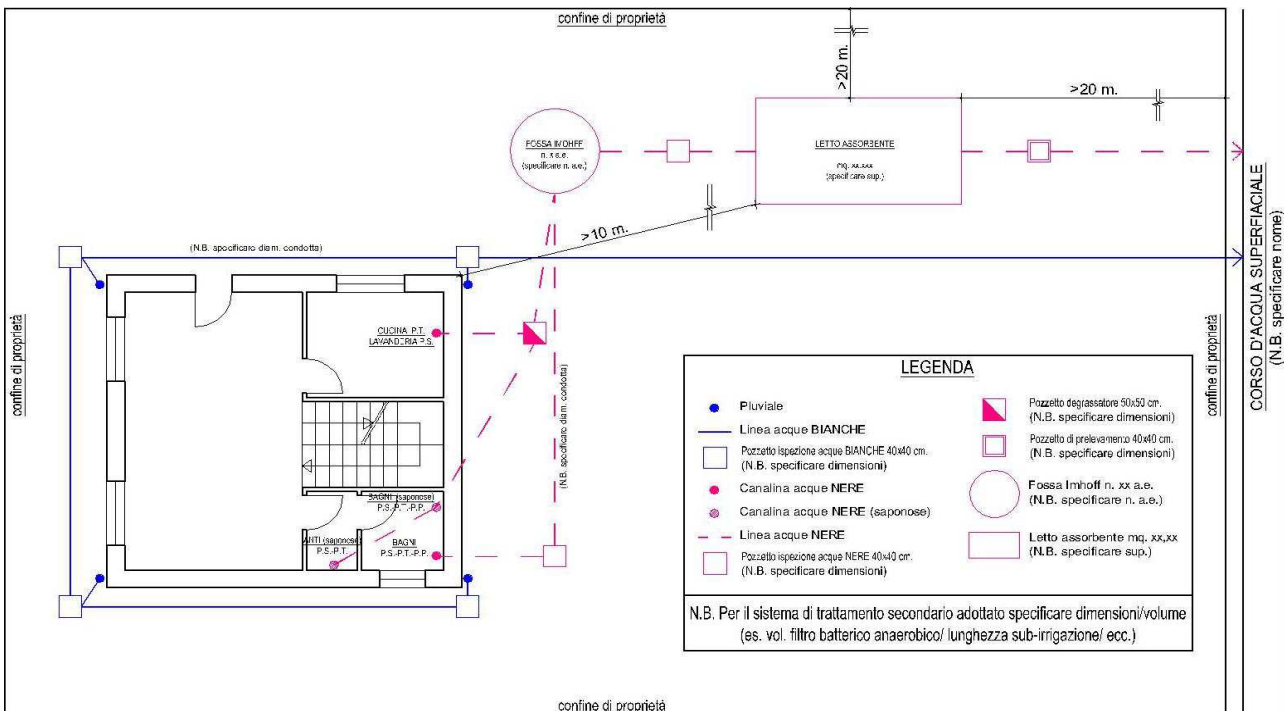 confine di proprietà
>20 m.
>20 m.
FOSSA IMOHFF
n. x a.e.
(specificare n. a.e.)
LETTO ASSORBENTE
mq. xx,xxx
(specificare sup.)
>10 m.
(N.B. specificare diam. condotta)
confine di proprietà
CUCINA P.T.
LAVANDERIA P.S.
(N.B. specificare diam. condotta)
BAGNI (saponose)
P.S.-P.T.-P.P.
ANTI (saponose)
P.S.-P.T.
BAGNI
P.S.-P.T.-P.P.
confine di proprietà
CORSO D'ACQUA SUPERFIACIALE
(N.B. specificare nome)
LEGENDA
Pluviale
Linea acque BIANCHE
Pozzetto ispezione acque BIANCHE 40x40 cm.
(N.B. specificare dimensioni)
Canalina acque NERE
Canalina acque NERE (saponose)
Linea acque NERE
Pozzetto ispezione acque NERE 40x40 cm.
(N.B. specificare dimensioni)
Pozzetto degrassatore 50x50 cm.
(N.B. specificare dimensioni)
Pozzetto di prelevamento 40x40 cm.
(N.B. specificare dimensioni)
Fossa Imhoff n. xx a.e.
(N.B. specificare n. a.e.)
Letto assorbente mq. xx,xx
(N.B. specificare sup.)
N.B. Per il sistema di trattamento secondario adottato specificare dimensioni/volume
(es. vol. filtro batterico anaerobico/ lunghezza sub-irrigazione/ ecc.)
confine di proprietà